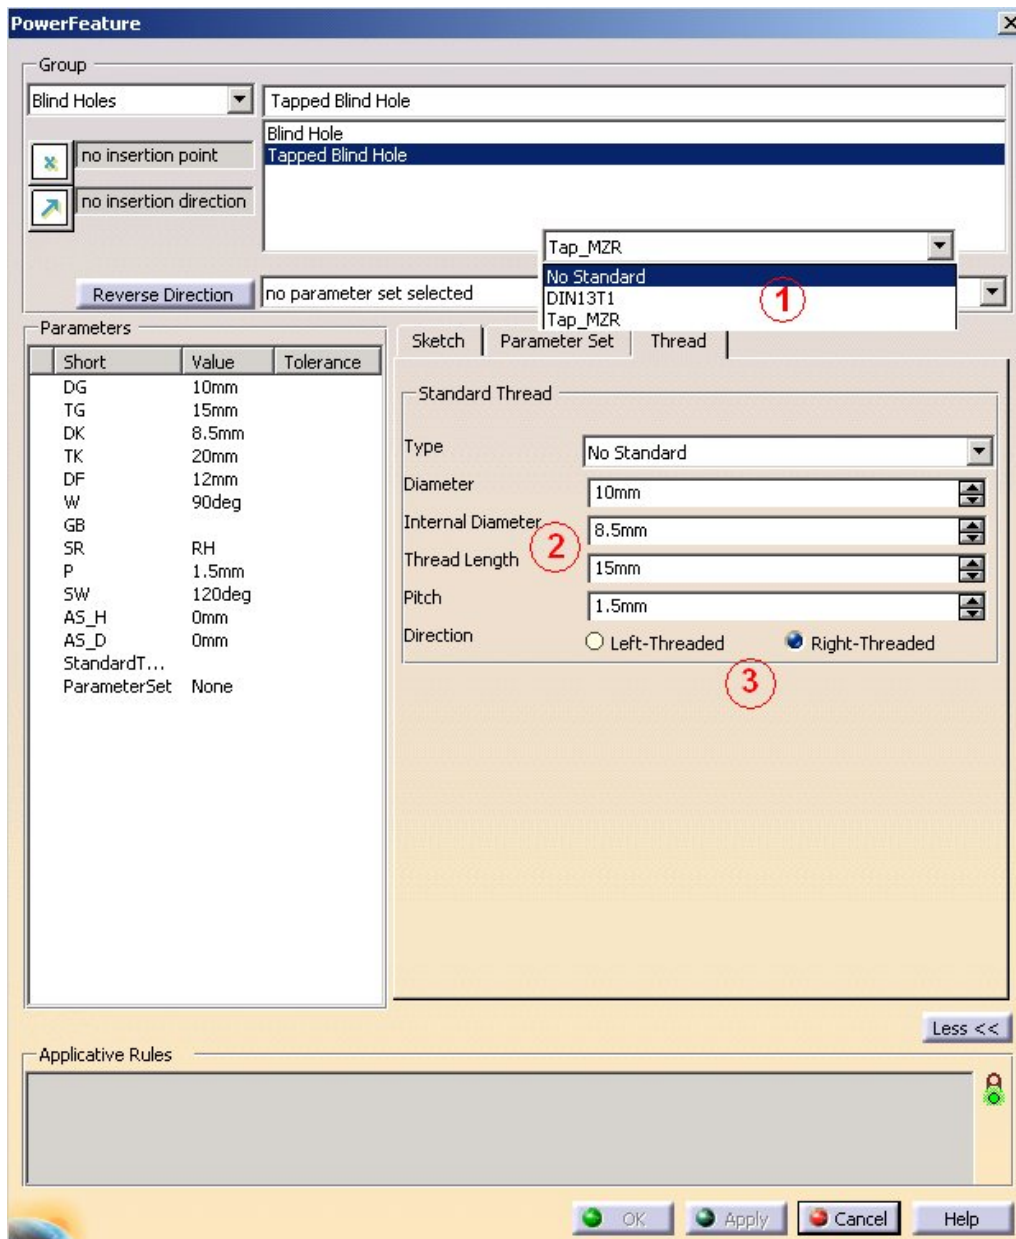 PowerFeature
Group
Blind Holes
Tapped Blind Hole
Blind Hole
Tapped Blind Hole
no insertion point
no insertion direction
Tap_MZR
No Standard
DIN13T1
Tap_MZR
1
Reverse Direction
no parameter set selected
Parameters
Short Value Tolerance
DG 10mm
TG 15mm
DK 8.5mm
TK 20mm
DF 12mm
W 90deg
GB
SR RH
P 1.5mm
SW 120deg
AS_H 0mm
AS_D 0mm
StandardT...
ParameterSet None
Sketch Parameter Set Thread
Standard Thread
Type No Standard
Diameter 10mm
Internal Diameter 8.5mm
2
Thread Length 15mm
Pitch 1.5mm
Direction Left-Threaded Right-Threaded
3
Less <<
Applicative Rules
OK Apply Cancel Help